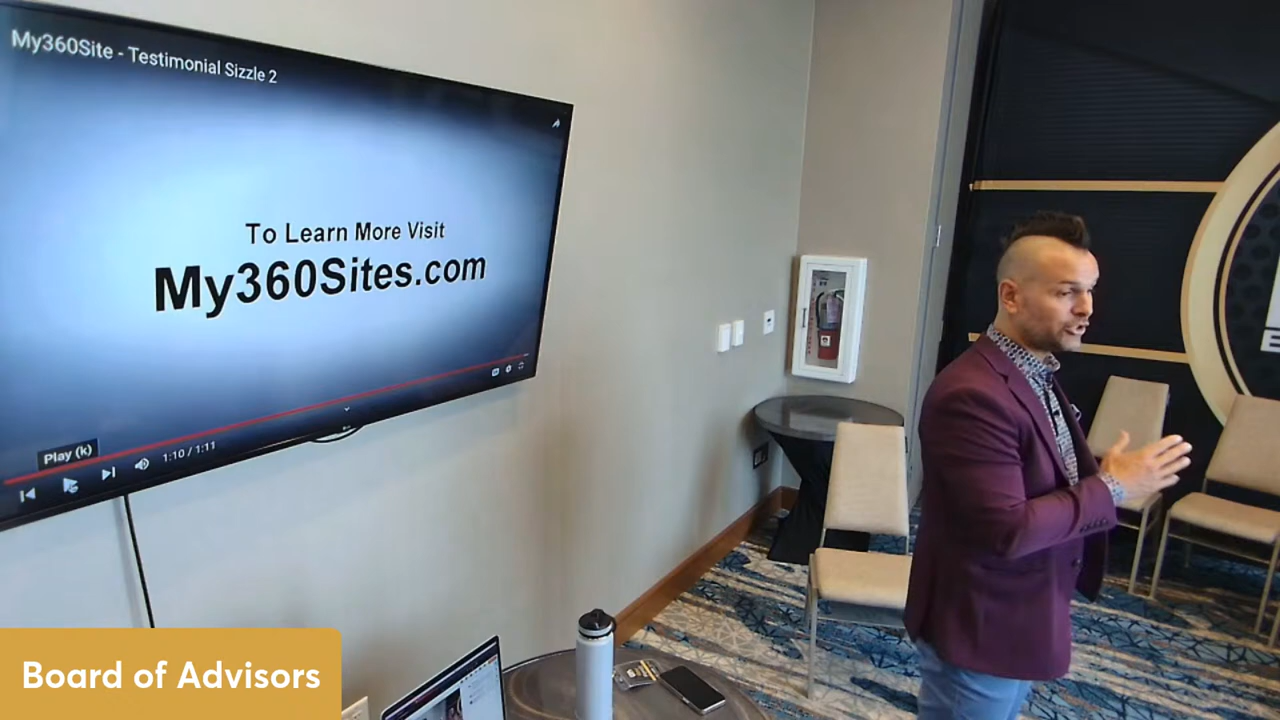 My360Site - Testimonial Sizzle 2
To Learn More Visit
My360Sites.com
Play (k)
1:10 / 1:11
Board of Advisors